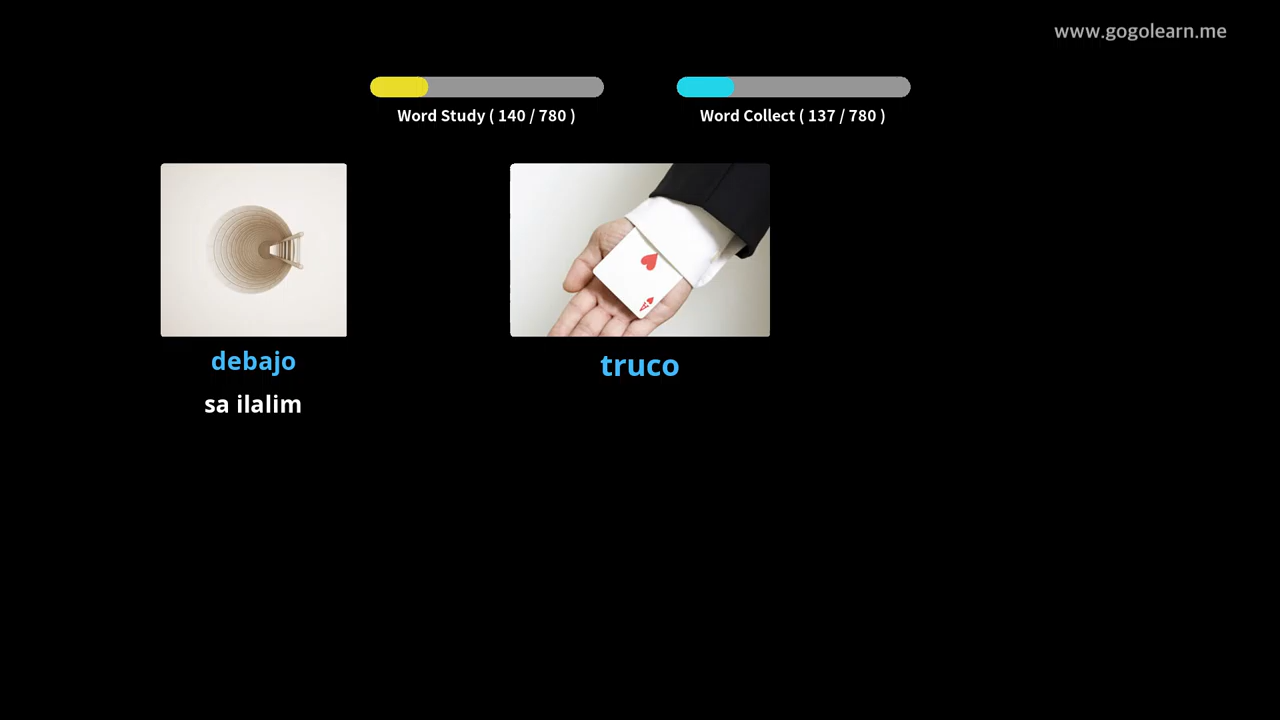 www.gogolearn.me
Word Study ( 140 / 780 )
Word Collect ( 137 / 780 )
A
debajo
truco
sa ilalim